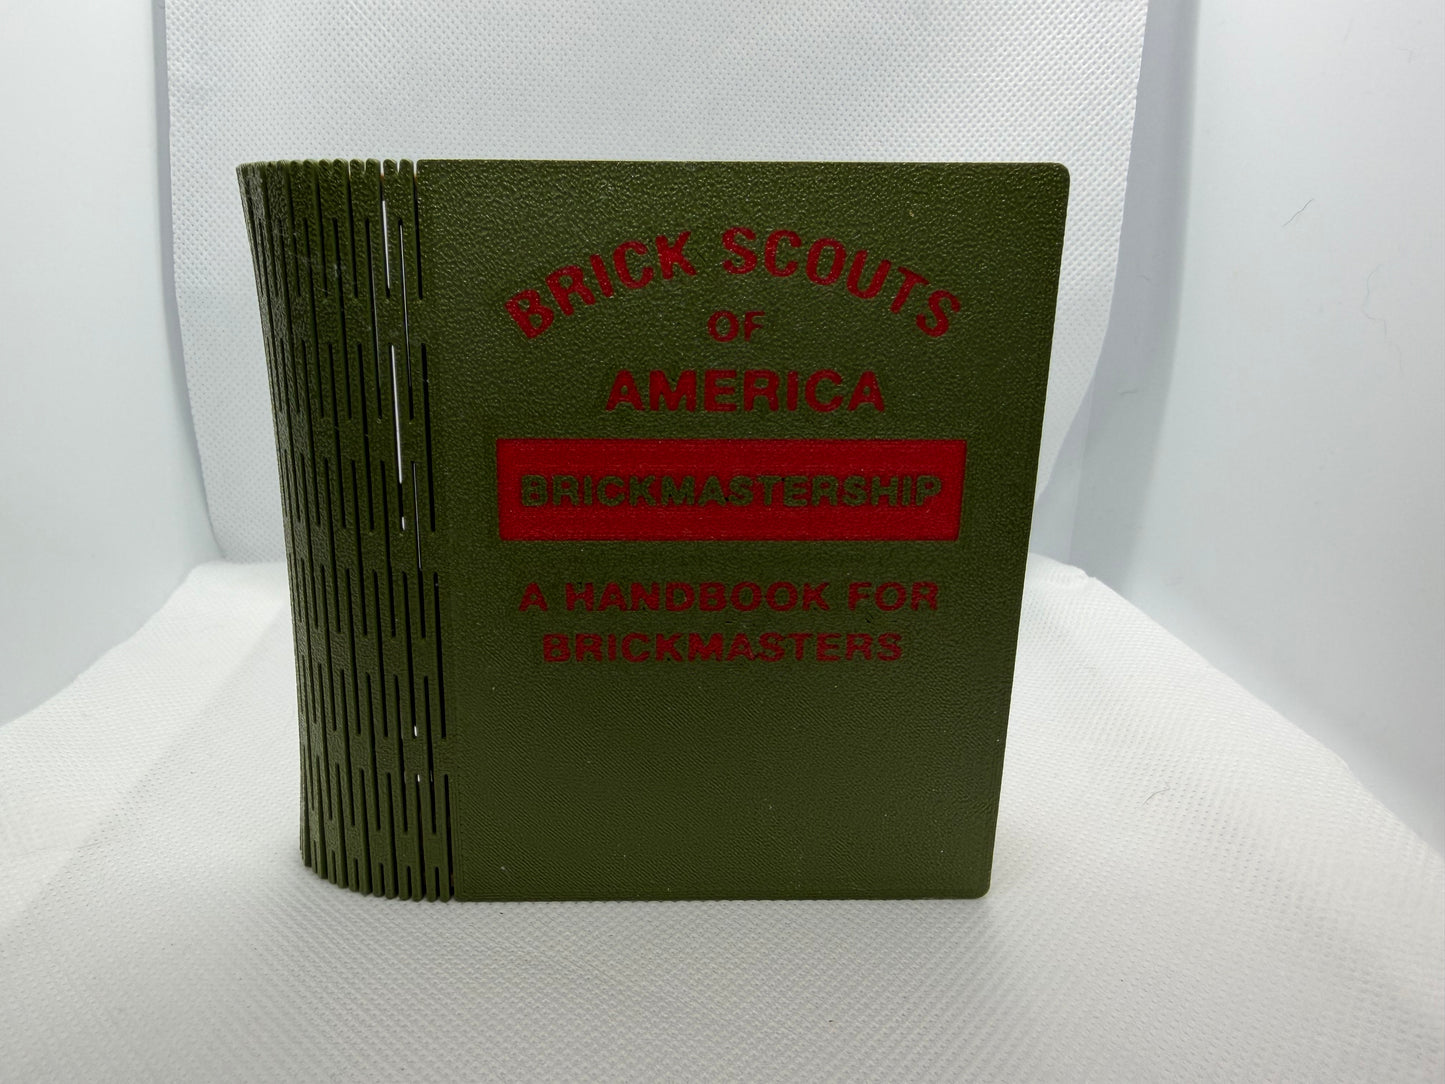 BRICK SCOUTS
OF
AMERICA
BRICKMASTERSHIP
A HANDBOOK FOR
BRICKMASTERS